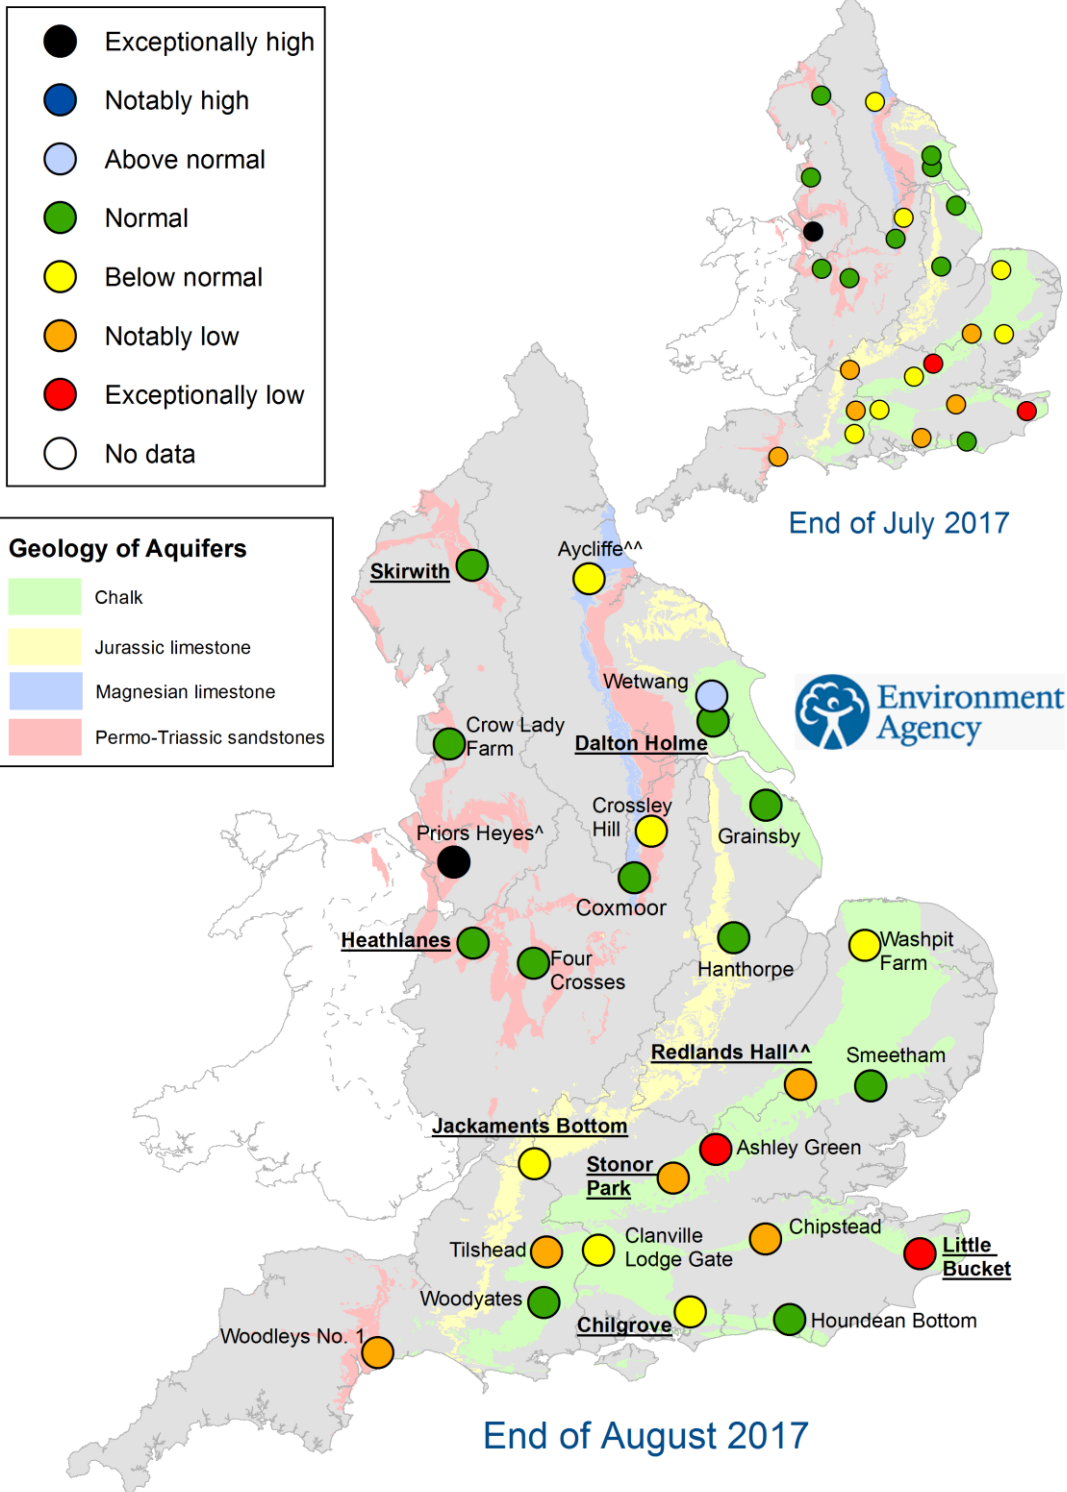 Exceptionally high
Notably high
Above normal
Normal
Below normal
Notably low
Exceptionally low
No data
End of July 2017
Geology of Aquifers
Chalk
Jurassic limestone
Magnesian limestone
Permo-Triassic sandstones
Aycliffe^^
Skirwith
Wetwang
Environment
Agency
Crow Lady
Farm
Dalton Holme
Crossley
Hill
Priors Heyes^
Grainsby
Coxmoor
Heathlanes
Washpit
Farm
Four
Crosses
Hanthorpe
Redlands Hall^^
Smeetham
Jackaments Bottom
Ashley Green
Stonor
Park
Chipstead
Clanville
Lodge Gate
Tilshead
Little
Bucket
Woodyates
Chilgrove
Houndean Bottom
Woodleys No. 1
End of August 2017